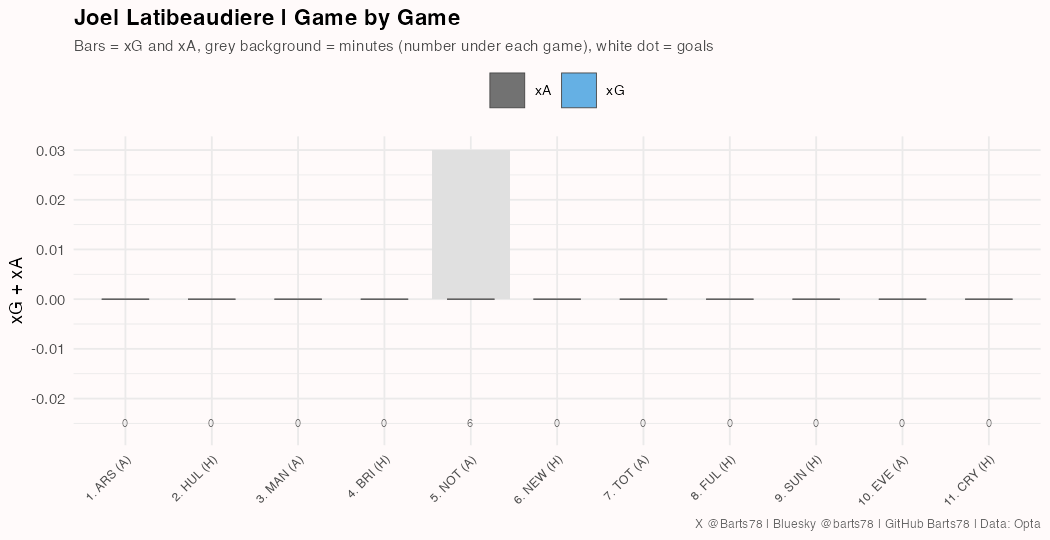 Joel Latibeaudiere | Game by Game
Bars = xG and xA, grey background = minutes (number under each game), white dot = goals
xA xG
xG + xA
0.03
0.02
0.01
0.00
-0.01
-0.02
0 0 0 0 6 0 0 0 0 0 0
1. ARS (A) 2. HUL (H) 3. MAN (A) 4. BRI (H) 5. NOT (A) 6. NEW (H) 7. TOT (A) 8. FUL (H) 9. SUN (H) 10. EVE (A) 11. CRY (H)
X @Barts78 | Bluesky @barts78 | GitHub Barts78 | Data: Opta